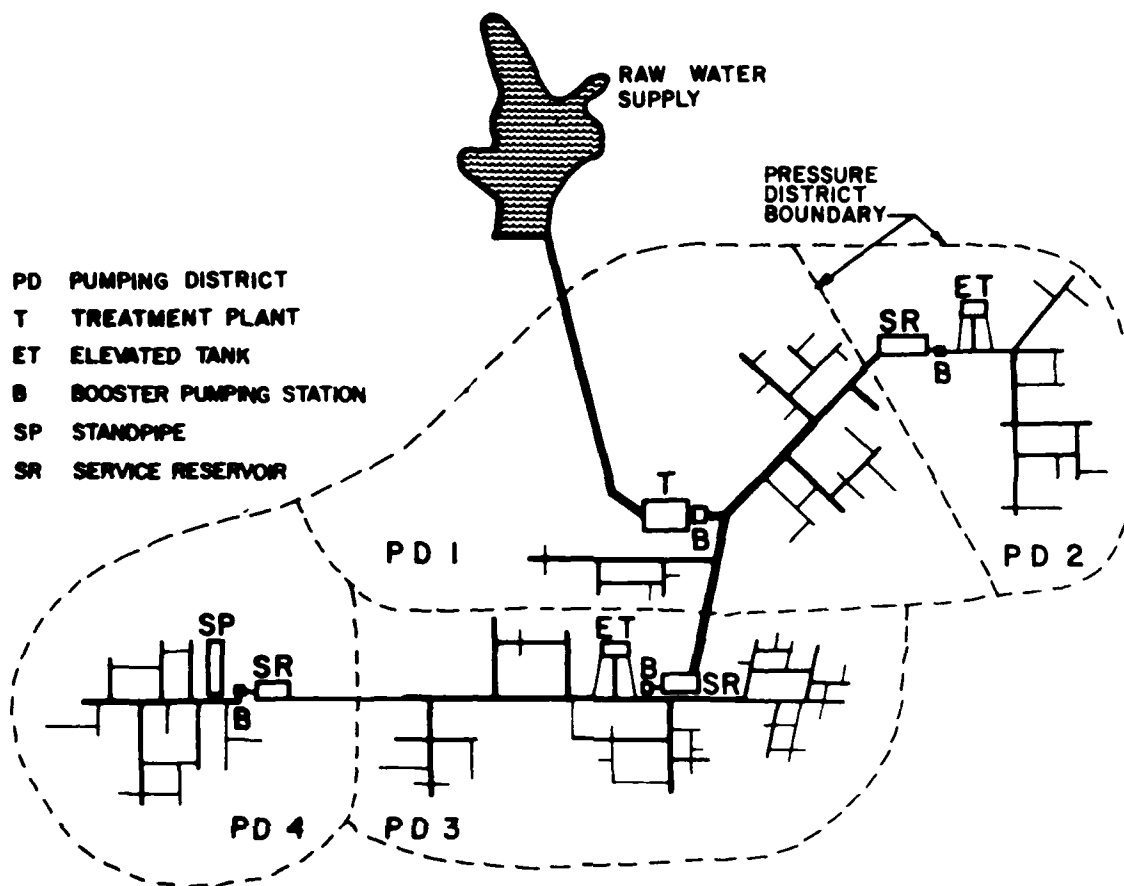 RAW WATER
SUPPLY
PRESSURE
DISTRICT
BOUNDARY
PD PUMPING DISTRICT
T TREATMENT PLANT
ET ELEVATED TANK
B BOOSTER PUMPING STATION
SP STANDPIPE
SR SERVICE RESERVOIR
ET
SR
B
T
B
PD 1
PD 2
SP
SR
B
ET
B
SR
PD 4
PD 3